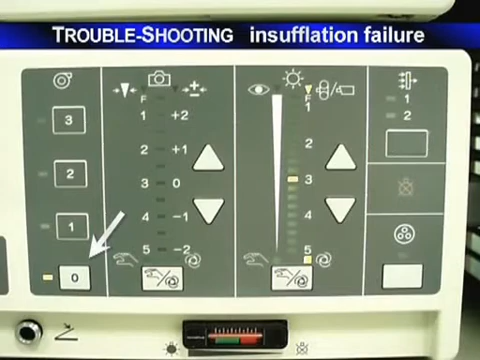 TROUBLE-SHOOTING insufflation failure
F F
1 +2 1 1
2
3
2 +1 2
2
3 0 3
1
4 −1 4
5 −2 5
0